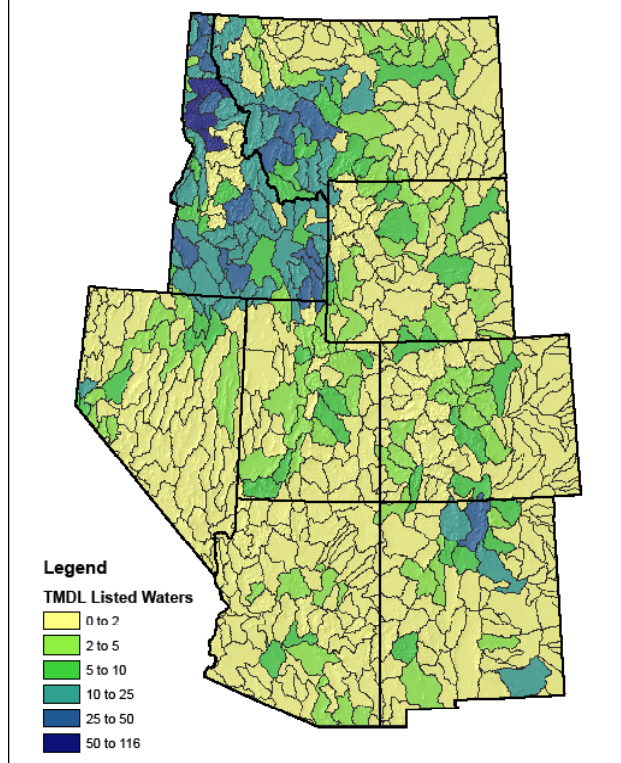 Legend
TMDL Listed Waters
0 to 2
2 to 5
5 to 10
10 to 25
25 to 50
50 to 116